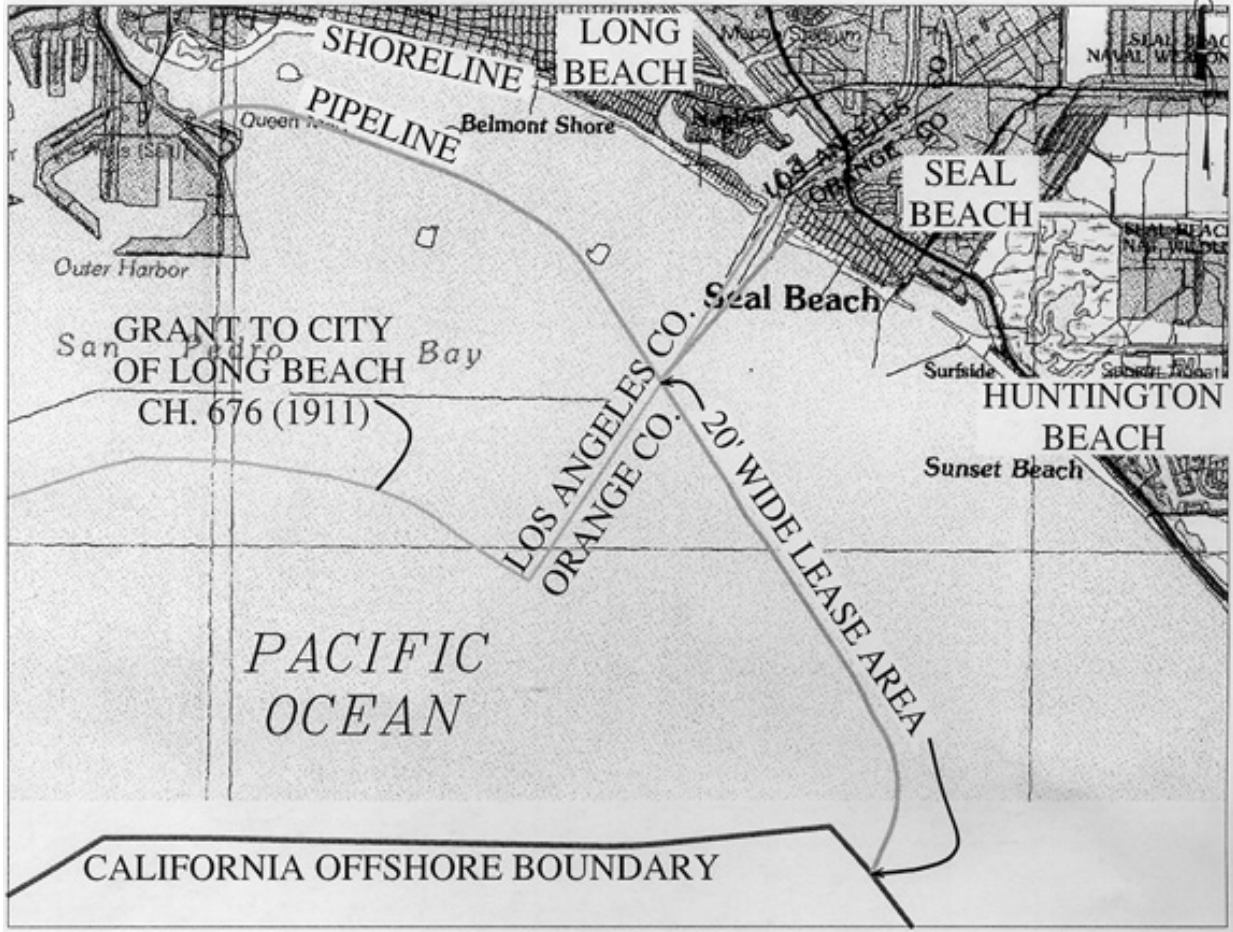 LONG
BEACH
SHORELINE
PIPELINE
Belmont Shore
LOS ANGELES CO
ORANGE CO
SEAL
BEACH
Outer Harbor
Seal Beach
GRANT TO CITY
OF LONG BEACH
CH. 676 (1911)
San Pedro Bay
Surfside
HUNTINGTON
BEACH
Sunset Beach
LOS ANGELES CO.
ORANGE CO.
20' WIDE LEASE AREA
PACIFIC
OCEAN
CALIFORNIA OFFSHORE BOUNDARY